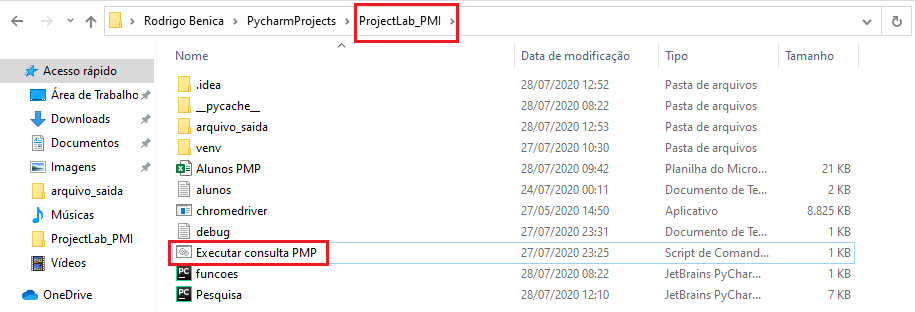 Rodrigo Benica > PycharmProjects > ProjectLab_PMI >
Nome Data de modificação Tipo Tamanho
Acesso rápido
Área de Trabalho
Downloads
Documentos
Imagens
arquivo_saida
Músicas
ProjectLab_PMI
Vídeos
OneDrive
.idea 28/07/2020 12:52 Pasta de arquivos
__pycache__ 28/07/2020 08:22 Pasta de arquivos
arquivo_saida 28/07/2020 12:53 Pasta de arquivos
venv 27/07/2020 10:30 Pasta de arquivos
Alunos PMP 28/07/2020 09:42 Planilha do Micro... 21 KB
alunos 24/07/2020 00:11 Documento de Te... 2 KB
chromedriver 27/05/2020 14:50 Aplicativo 8.825 KB
debug 27/07/2020 23:31 Documento de Te... 1 KB
Executar consulta PMP 27/07/2020 23:25 Script de Comand... 1 KB
funcoes 28/07/2020 08:22 JetBrains PyChar... 1 KB
Pesquisa 28/07/2020 12:10 JetBrains PyChar... 7 KB